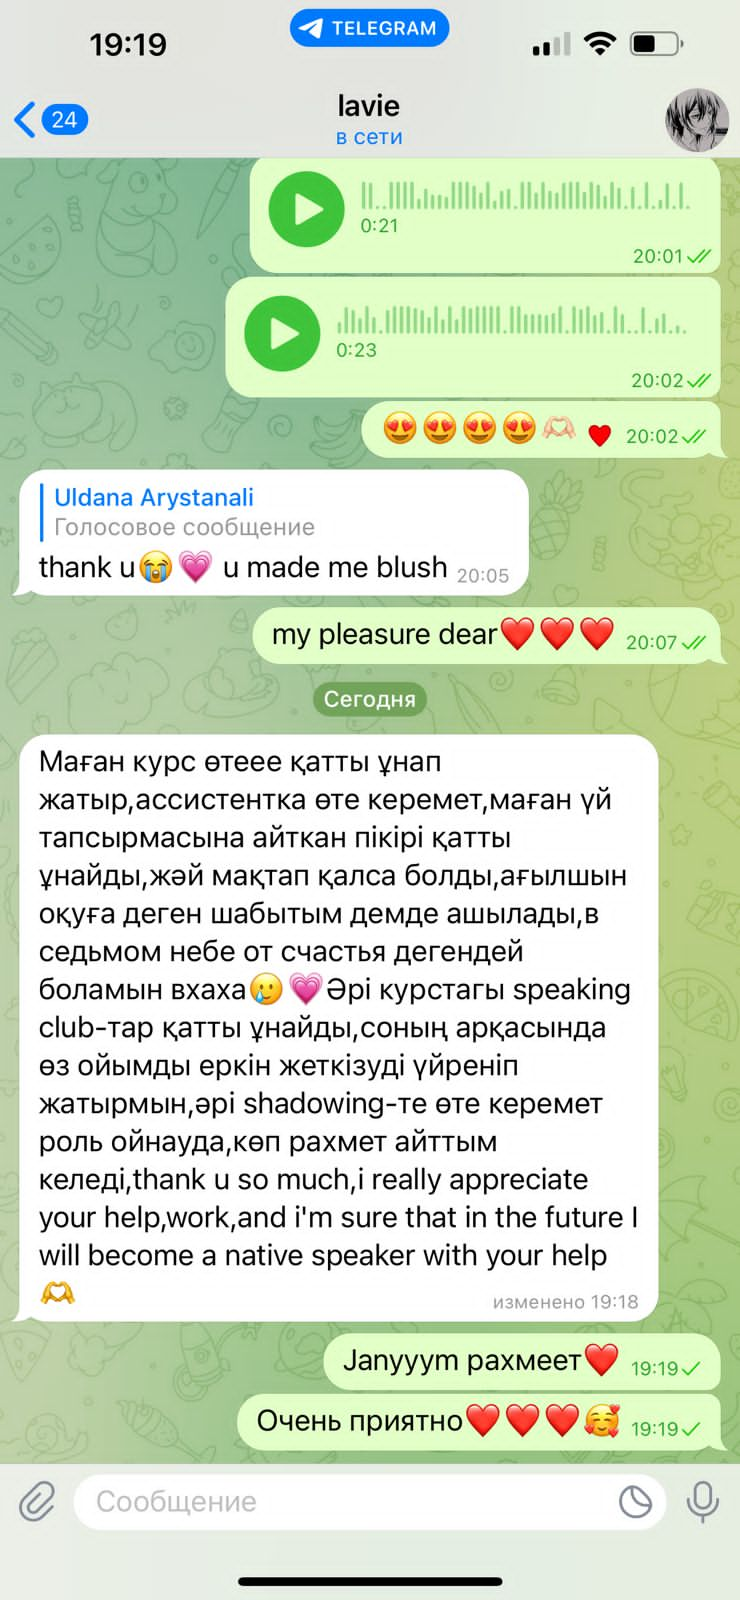 19:19
TELEGRAM
24
lavie
в сети
0:21
20:01
0:23
20:02
20:02
Uldana Arystanali
Голосовое сообщение
thank u😭💗 u made me blush 20:05
my pleasure dear❤️❤️❤️ 20:07
Сегодня
Маған курс өтеее қатты ұнап
жатыр,ассистентка өте керемет,маған үй
тапсырмасына айткан пікірі қатты
ұнайды,жәй мақтап қалса болды,ағылшын
оқуға деген шабытым демде ашылады,в
седьмом небе от счастья дегендей
боламын вхаха🥲💗Әрі курстагы speaking
club-тар қатты ұнайды,соның арқасында
өз ойымды еркін жеткізуді үйреніп
жатырмын,әрі shadowing-те өте керемет
роль ойнауда,көп рахмет айттым
келеді,thank u so much,i really appreciate
your help,work,and i'm sure that in the future I
will become a native speaker with your help
🫶
изменено 19:18
Janyyym рахмеет❤️ 19:19
Очень приятно❤️❤️❤️🥰 19:19
Сообщение